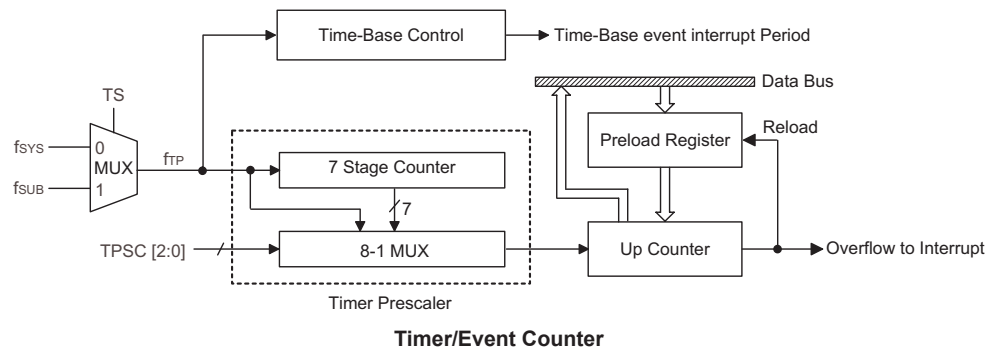 Time-Base Control
Time-Base event interrupt Period
Data Bus
TS
fSYS
0
MUX
fTP
fSUB
1
Preload Register
Reload
7 Stage Counter
7
TPSC [2:0]
8-1 MUX
Up Counter
Overflow to Interrupt
Timer Prescaler
Timer/Event Counter